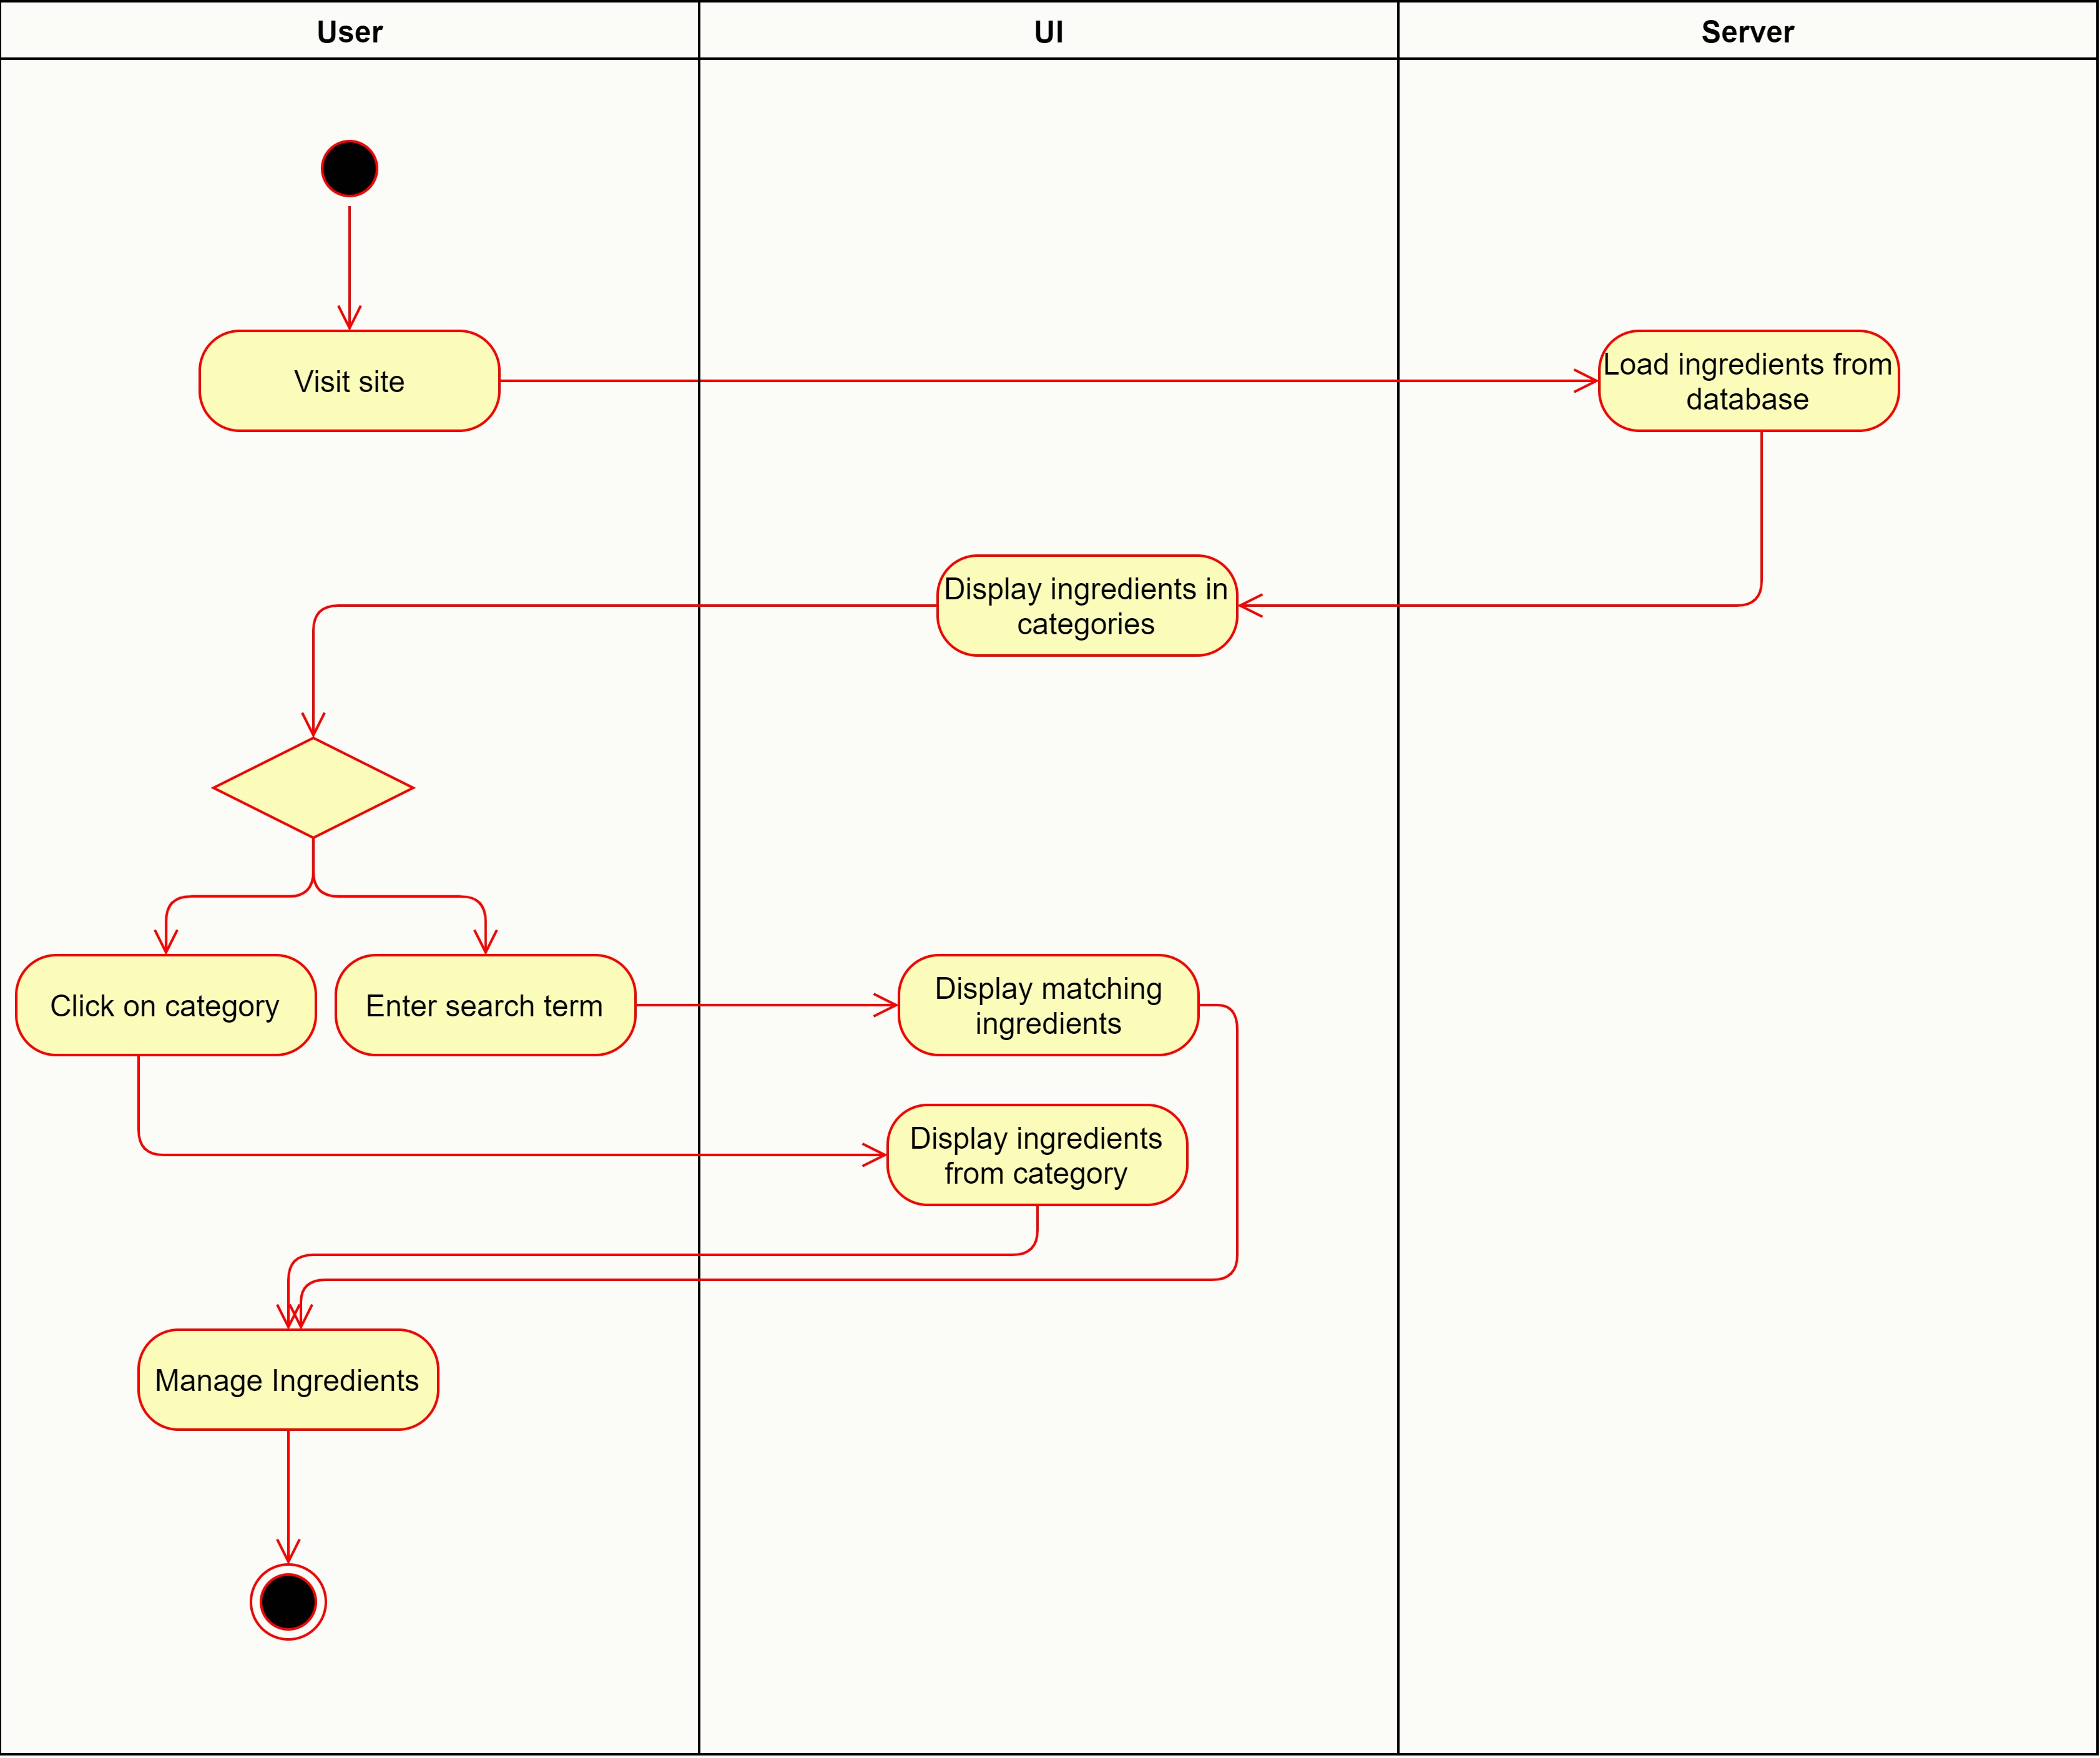 User
UI
Server
Visit site
Load ingredients from
database
Display ingredients in
categories
Click on category
Enter search term
Display matching
ingredients
Display ingredients
from category
Manage Ingredients